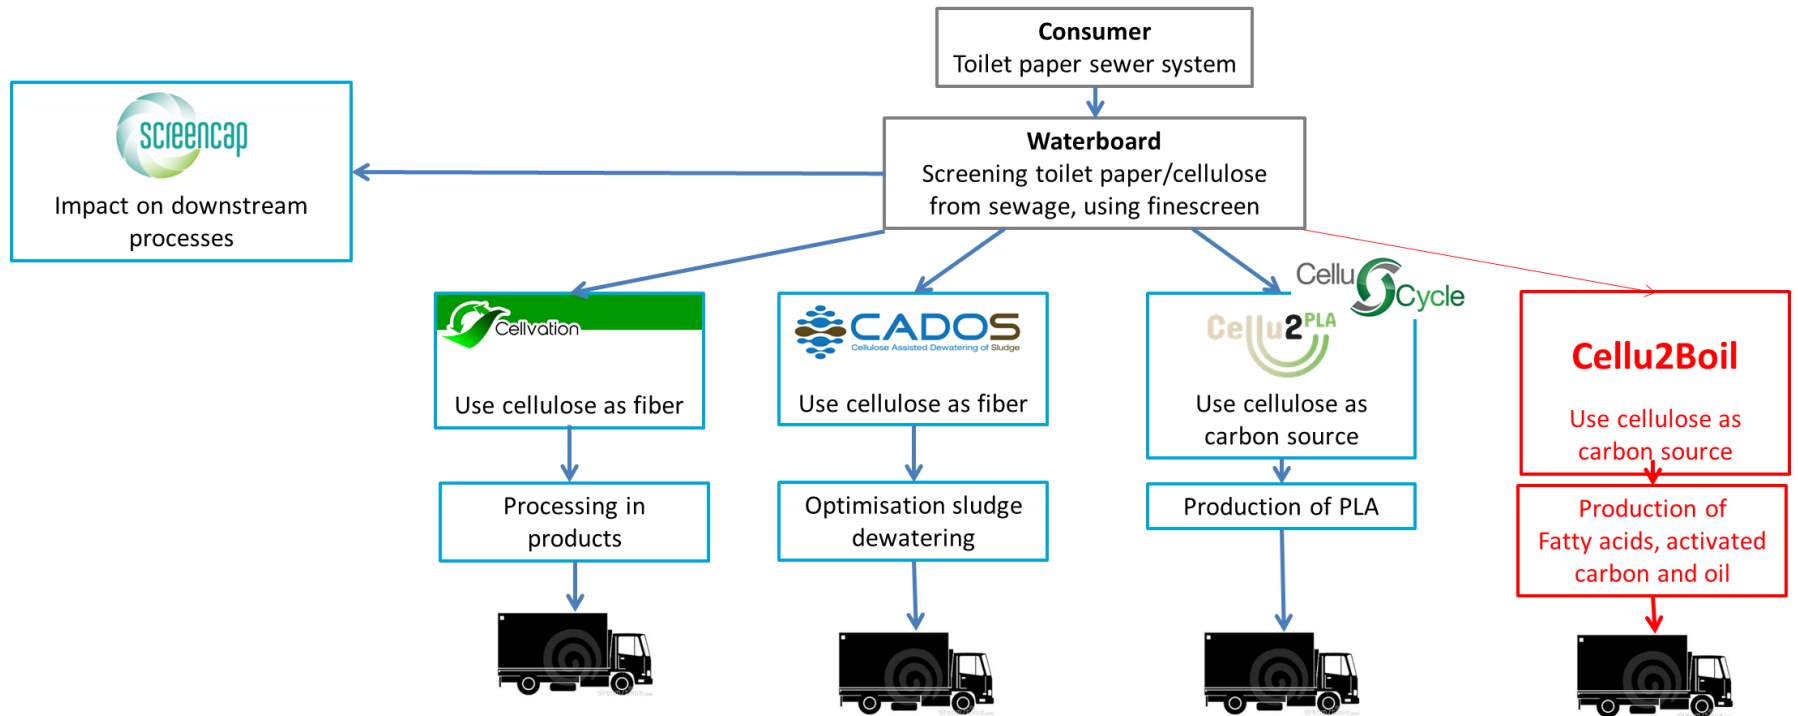 Consumer
Toilet paper sewer system
Waterboard
Screening toilet paper/cellulose
from sewage, using finescreen
screencap
Impact on downstream
processes
Cellvation
Use cellulose as fiber
Processing in
products
CADOS
Cellulose Assisted Dewatering of Sludge
Use cellulose as fiber
Optimisation sludge
dewatering
Cellu
Cycle
Cellu2PLA
Use cellulose as
carbon source
Production of PLA
Cellu2Boil
Use cellulose as
carbon source
Production of
Fatty acids, activated
carbon and oil